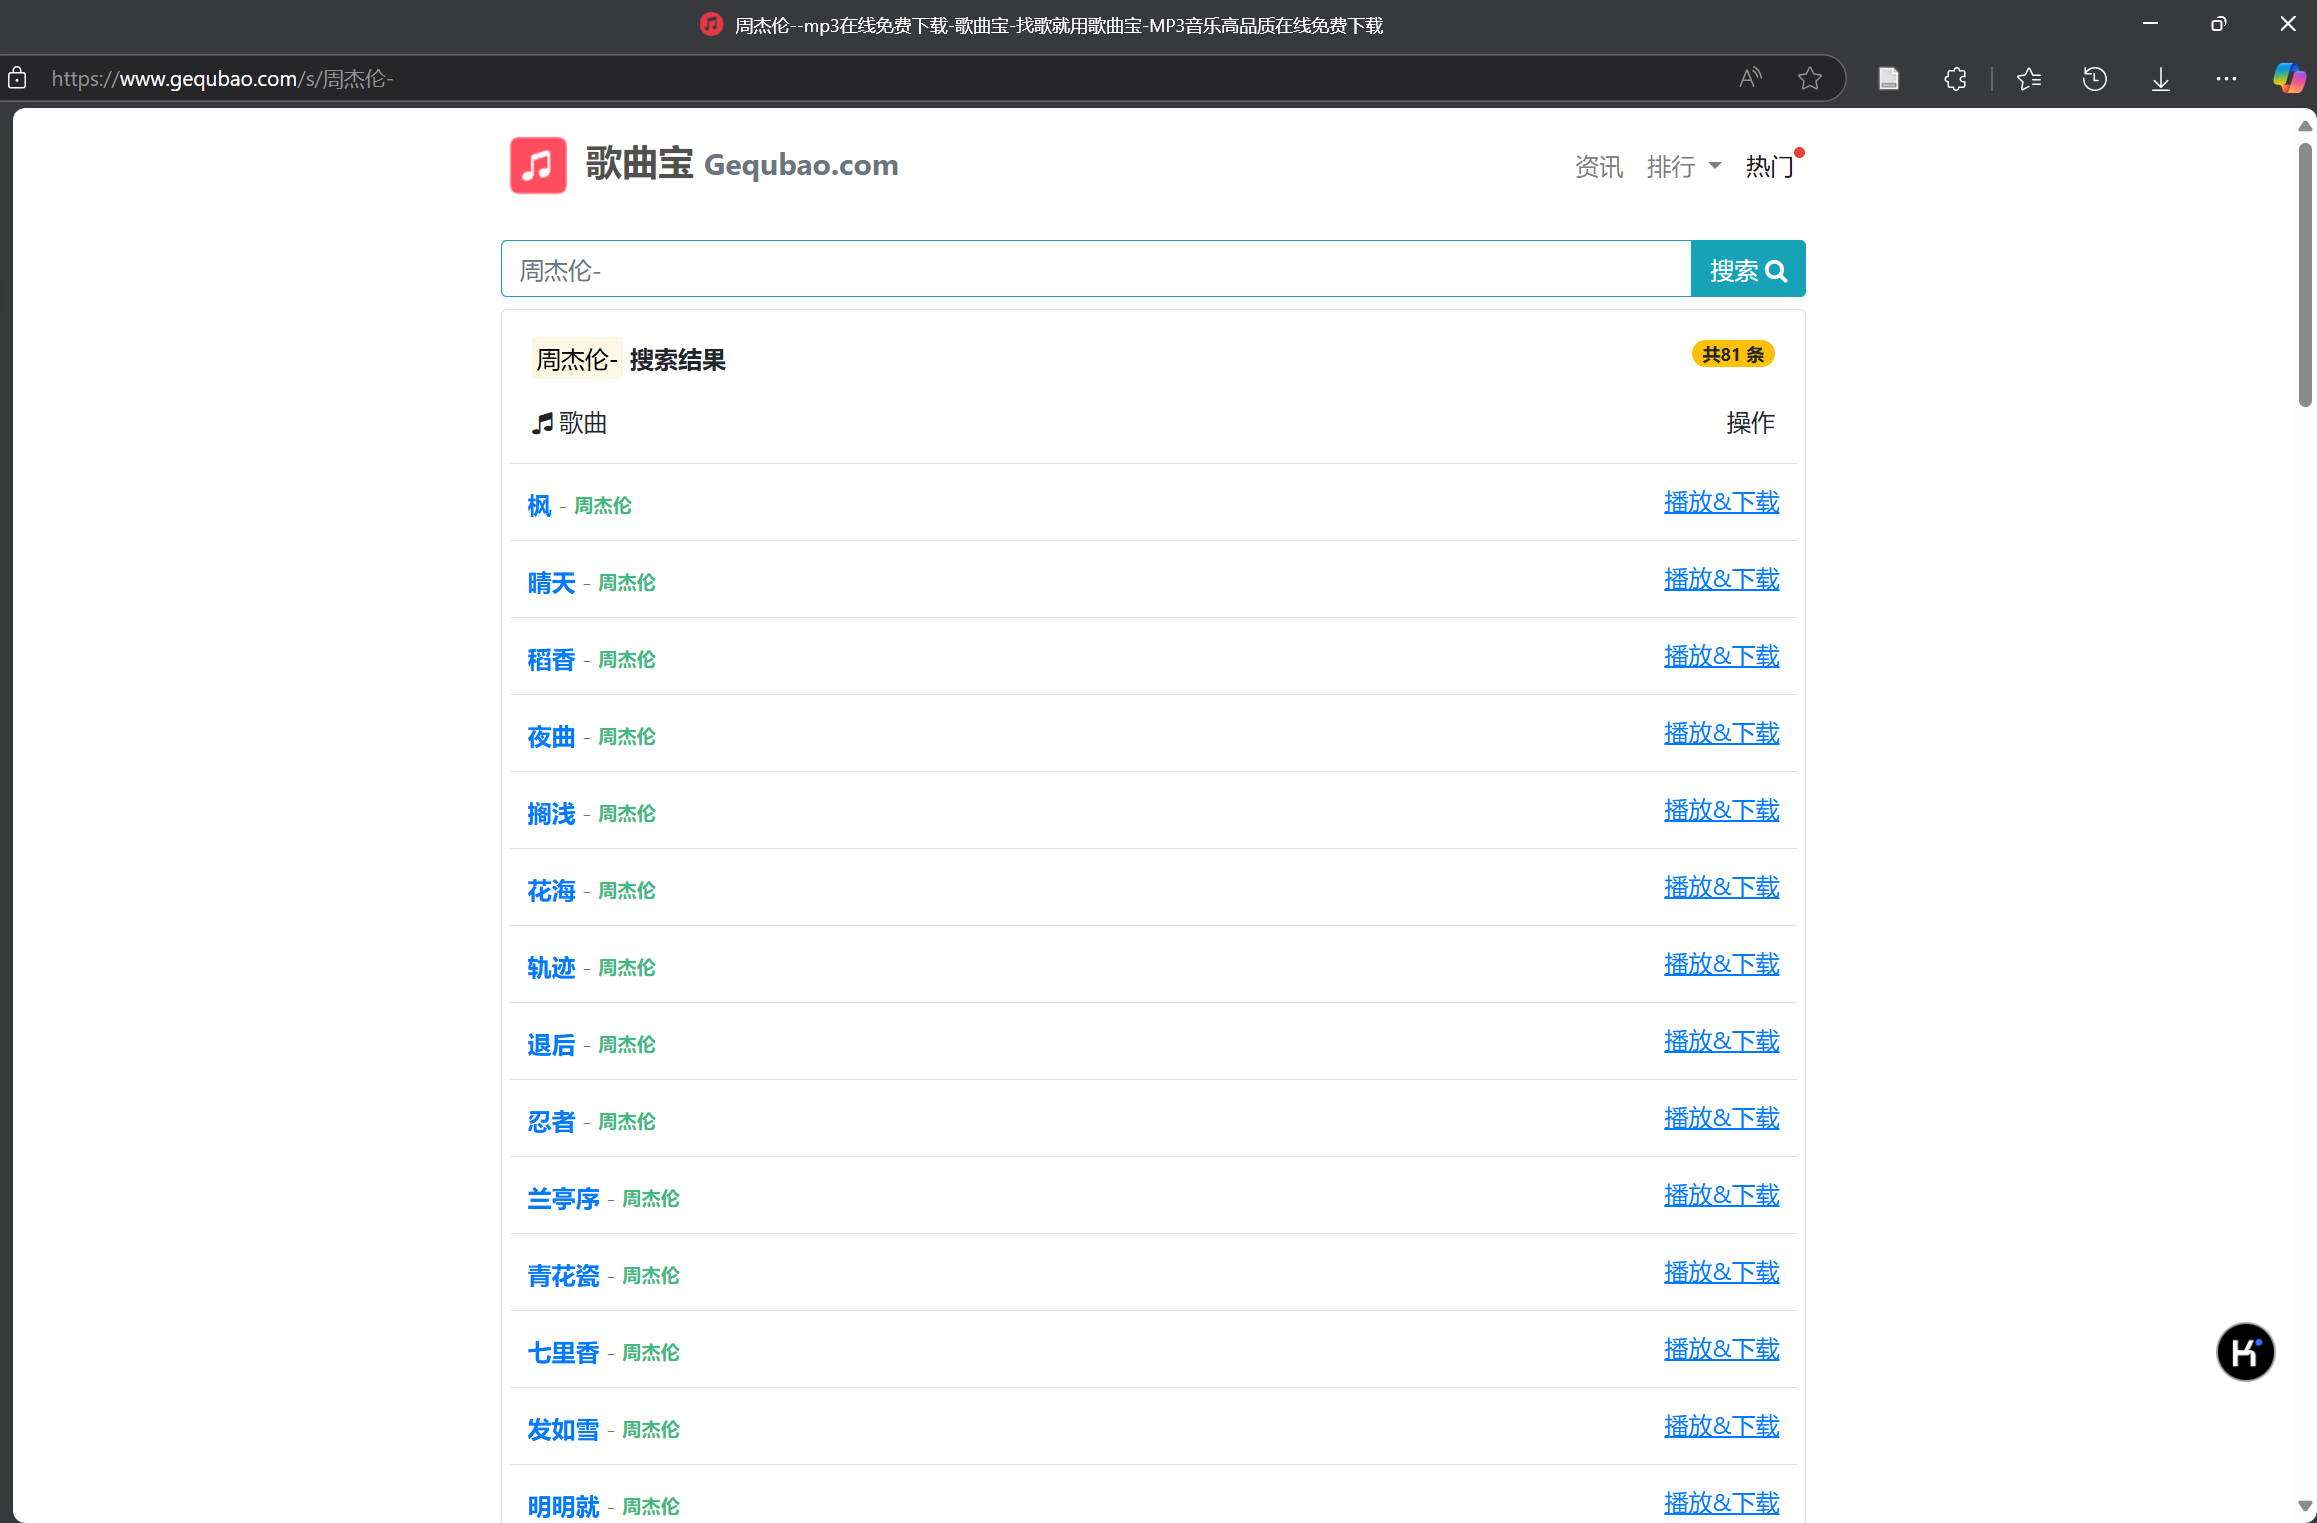 周杰伦--mp3在线免费下载-歌曲宝-找歌就用歌曲宝-MP3音乐高品质在线免费下载
https://www.gequbao.com/s/周杰伦-
歌曲宝 Gequbao.com
资讯 排行 热门
周杰伦-
搜索
周杰伦- 搜索结果
共81 条
歌曲
操作
枫 - 周杰伦
播放&下载
晴天 - 周杰伦
播放&下载
稻香 - 周杰伦
播放&下载
夜曲 - 周杰伦
播放&下载
搁浅 - 周杰伦
播放&下载
花海 - 周杰伦
播放&下载
轨迹 - 周杰伦
播放&下载
退后 - 周杰伦
播放&下载
忍者 - 周杰伦
播放&下载
兰亭序 - 周杰伦
播放&下载
青花瓷 - 周杰伦
播放&下载
七里香 - 周杰伦
播放&下载
发如雪 - 周杰伦
播放&下载
明明就 - 周杰伦
播放&下载
K